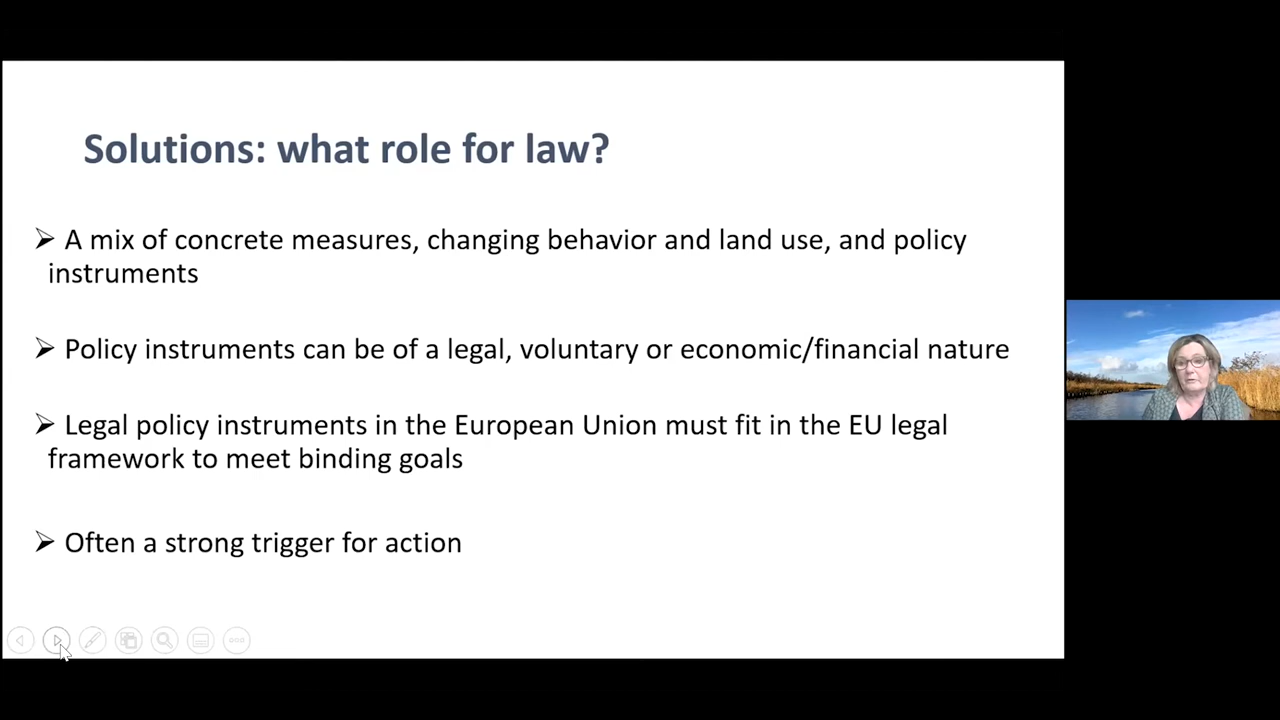 Solutions: what role for law?
➢ A mix of concrete measures, changing behavior and land use, and policy
instruments
➢ Policy instruments can be of a legal, voluntary or economic/financial nature
➢ Legal policy instruments in the European Union must fit in the EU legal
framework to meet binding goals
➢ Often a strong trigger for action